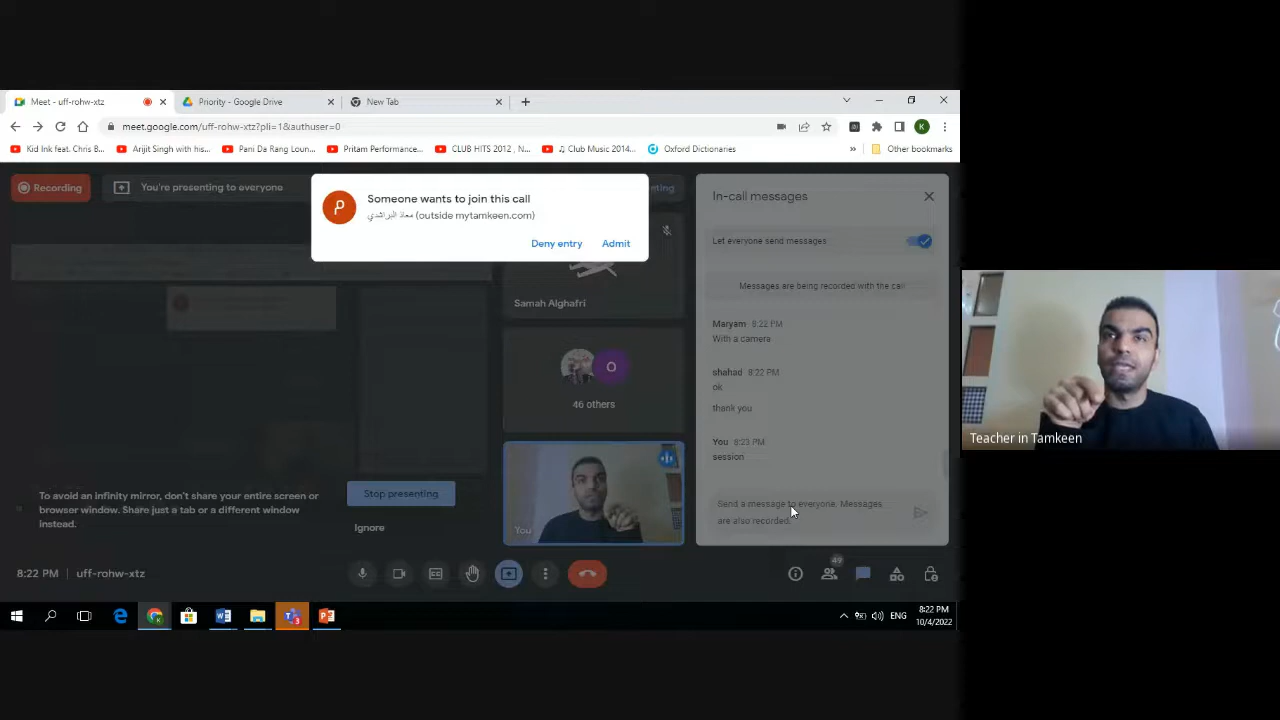 Meet - uff-rohw-xtz
Priority - Google Drive
New Tab
meet.google.com/uff-rohw-xtz?pli=1&authuser=0
Kid Ink feat. Chris B...
Arijit Singh with his...
Pani Da Rang Loun...
Pritam Performance...
CLUB HITS 2012 , N...
♫ Club Music 2014...
Oxford Dictionaries
Other bookmarks
Recording
You're presenting to everyone
Someone wants to join this call
معاذ البراشدي (outside mytamkeen.com)
Deny entry
Admit
Samah Alghafri
O
46 others
You
To avoid an infinity mirror, don't share your entire screen or
browser window. Share just a tab or a different window
instead.
Stop presenting
Ignore
In-call messages
Let everyone send messages
Messages are being recorded with the call
Maryam 8:22 PM
With a camera
shahad 8:22 PM
ok
thank you
You 8:23 PM
session
Send a message to everyone. Messages
are also recorded.
8:22 PM | uff-rohw-xtz
49
ENG
8:22 PM
10/4/2022
Teacher in Tamkeen